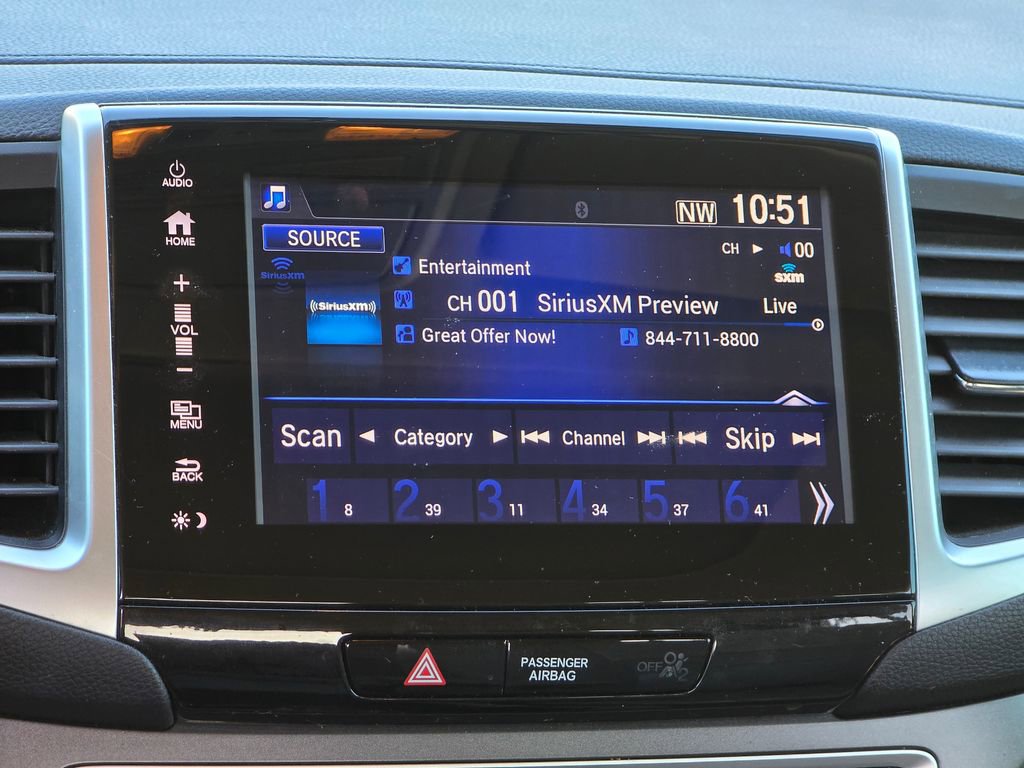 AUDIO
HOME
+
VOL
−
MENU
BACK
NW 10:51
SOURCE
CH ▶ 00
SiriusXM
sxm
Entertainment
((SiriusXM))
CH 001 SiriusXM Preview Live
Great Offer Now! 844-711-8800
Scan ◀ Category ▶ Channel Skip
1 8 2 39 3 11 4 34 5 37 6 41
PASSENGER
AIRBAG
OFF
2